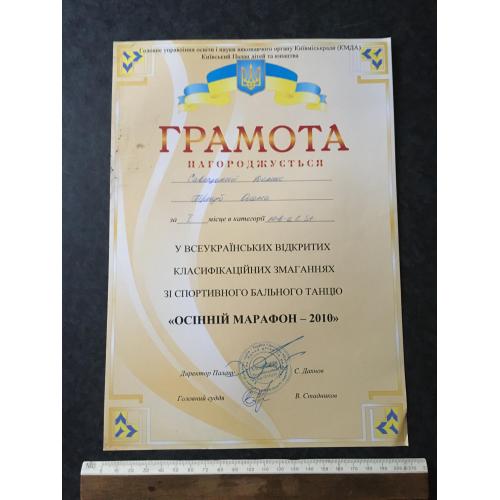 Головне управління освіти і науки виконавчого органу Київміськради (КМДА)
Київський Палац дітей та юнацтва
ГРАМОТА
НАГОРОДЖУЄТЬСЯ
за I місце в категорії
У ВСЕУКРАЇНСЬКИХ ВІДКРИТИХ
КЛАСИФІКАЦІЙНИХ ЗМАГАННЯХ
ЗІ СПОРТИВНОГО БАЛЬНОГО ТАНЦЮ
«ОСІННІЙ МАРАФОН – 2010»
Директор Палацу С. Дахнов
Головний суддя В. Стадников